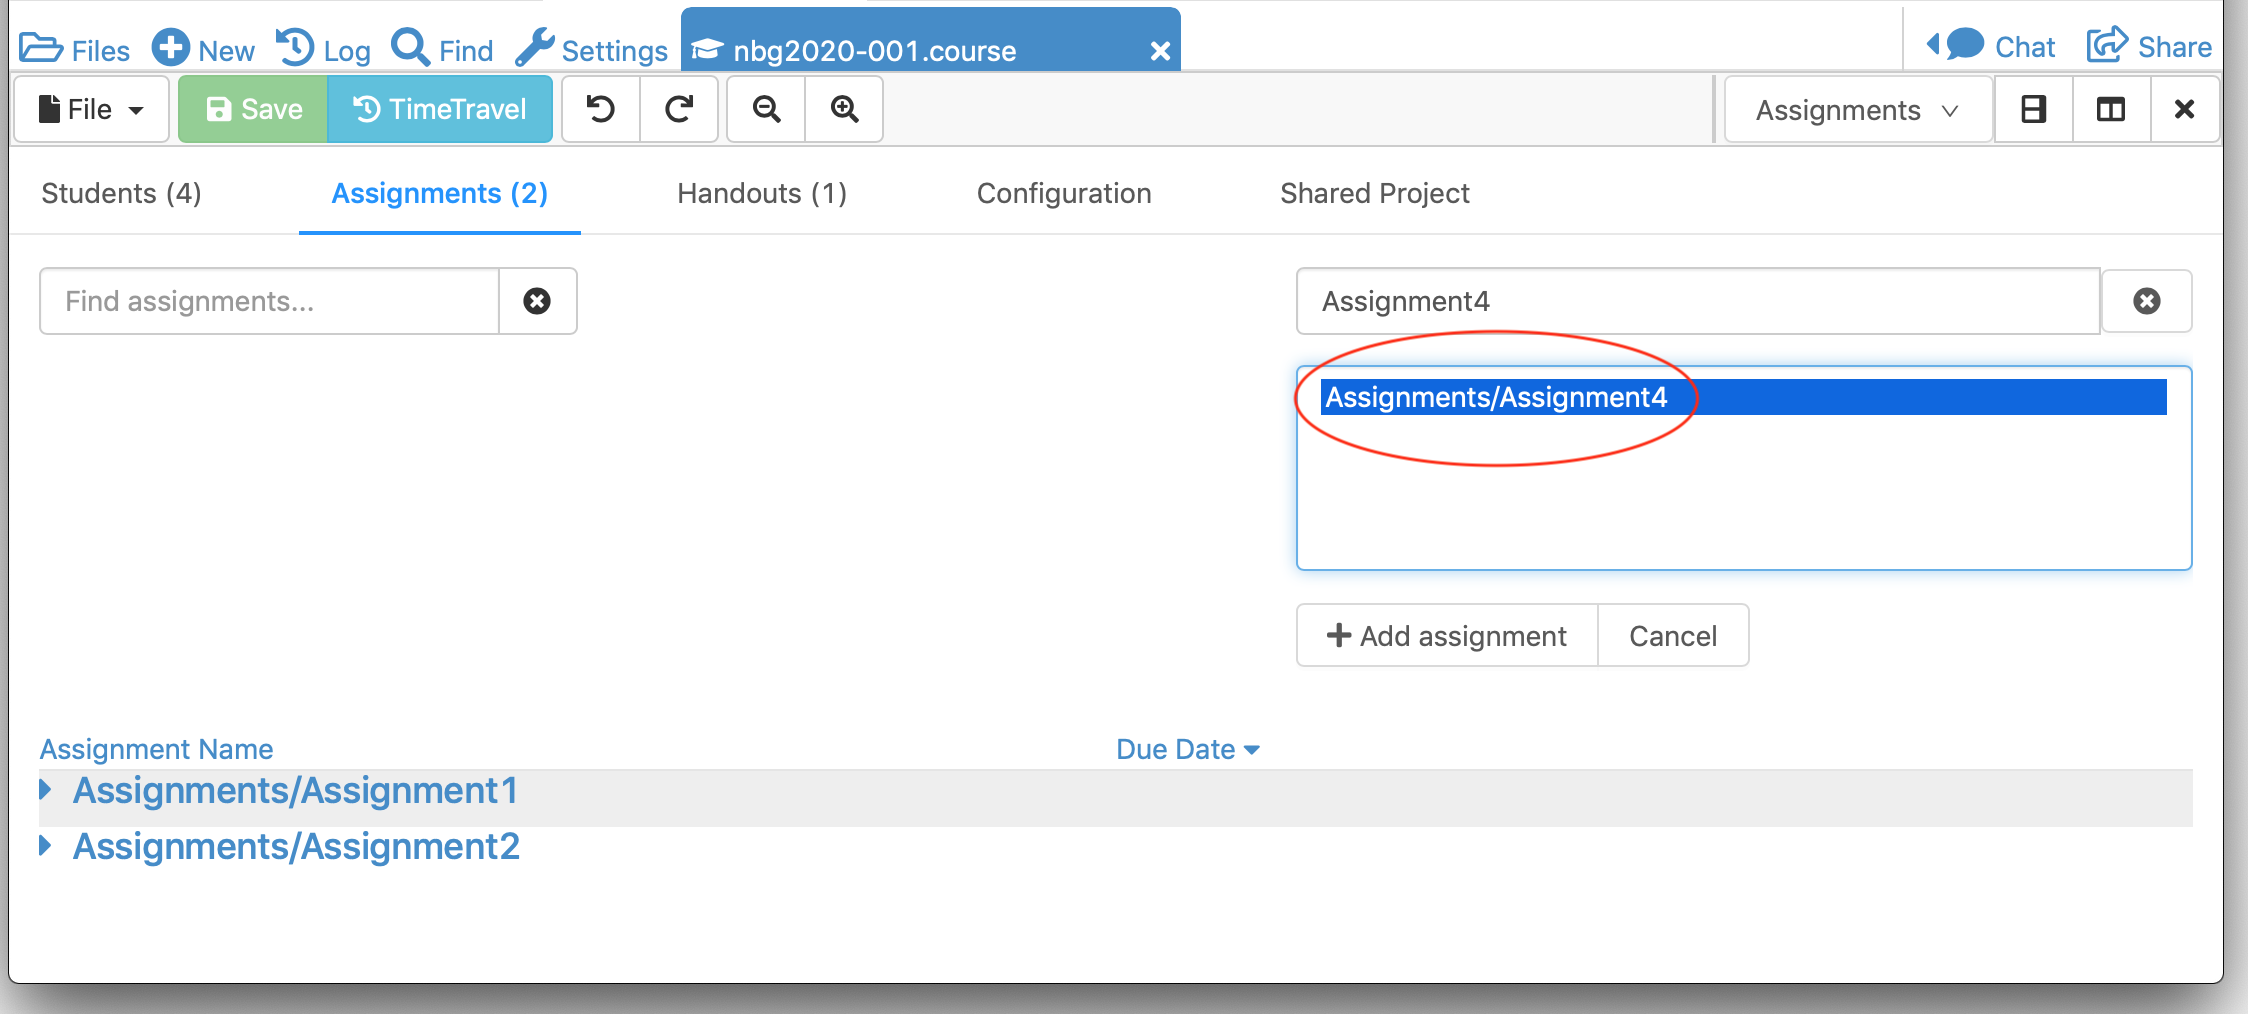 Files New Log Find Settings nbg2020-001.course Chat Share
File Save TimeTravel Assignments
Students (4) Assignments (2) Handouts (1) Configuration Shared Project
Find assignments... Assignment4
Assignments/Assignment4
Add assignment Cancel
Assignment Name Due Date
Assignments/Assignment1
Assignments/Assignment2